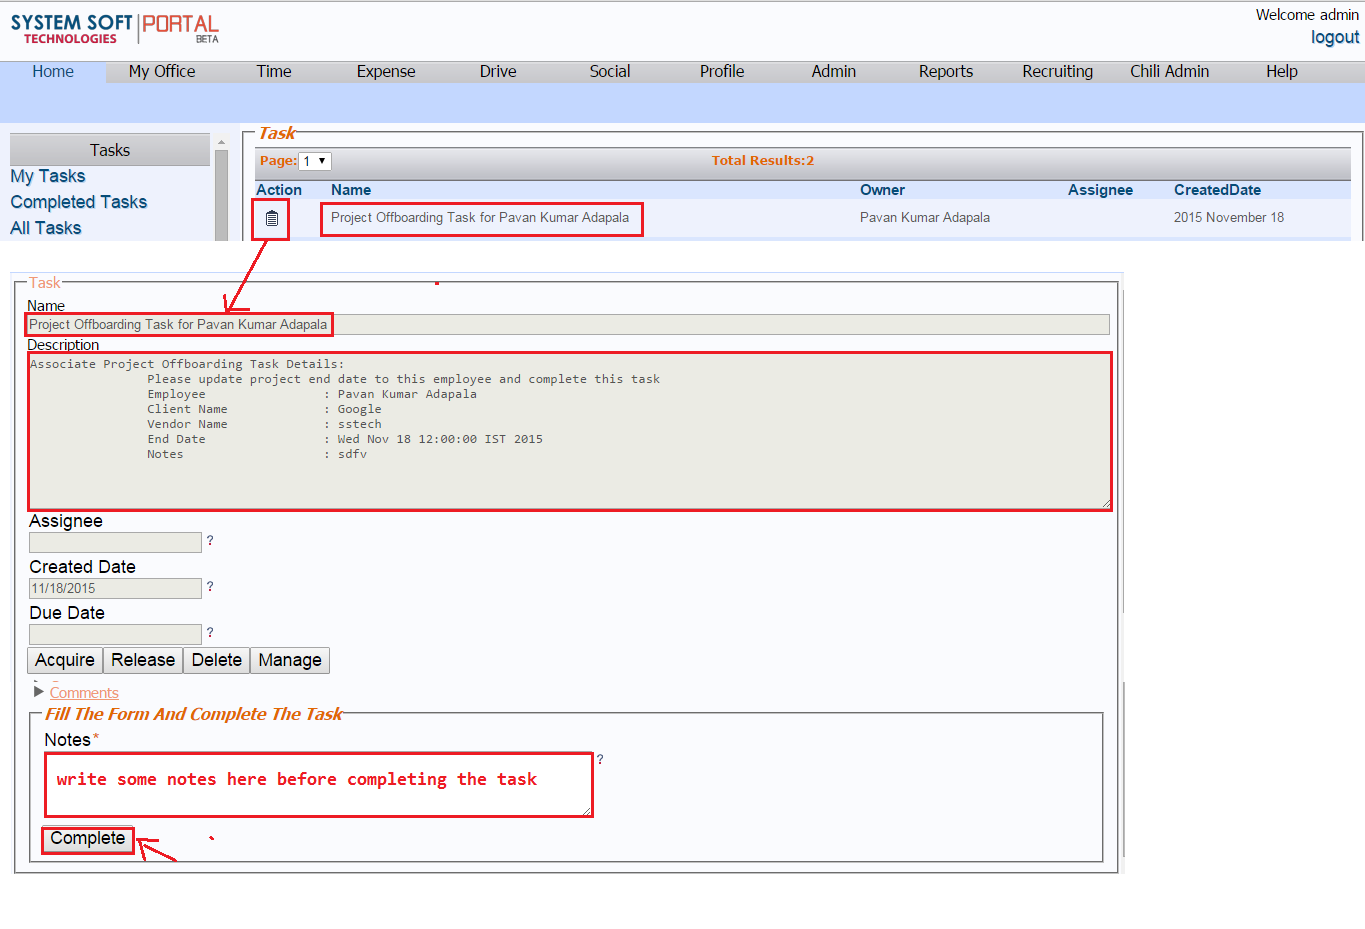 SYSTEM SOFT PORTAL
TECHNOLOGIES BETA
Welcome admin
logout
Home My Office Time Expense Drive Social Profile Admin Reports Recruiting Chili Admin Help
Tasks
My Tasks
Completed Tasks
All Tasks
Task
Page: 1 Total Results:2
Action Name Owner Assignee CreatedDate
Project Offboarding Task for Pavan Kumar Adapala Pavan Kumar Adapala 2015 November 18
Task
Name
Project Offboarding Task for Pavan Kumar Adapala
Description
Associate Project Offboarding Task Details:
Please update project end date to this employee and complete this task
Employee : Pavan Kumar Adapala
Client Name : Google
Vendor Name : sstech
End Date : Wed Nov 18 12:00:00 IST 2015
Notes : sdfv
Assignee
?
Created Date
11/18/2015 ?
Due Date
?
Acquire Release Delete Manage
Comments
Fill The Form And Complete The Task
Notes*
write some notes here before completing the task ?
Complete